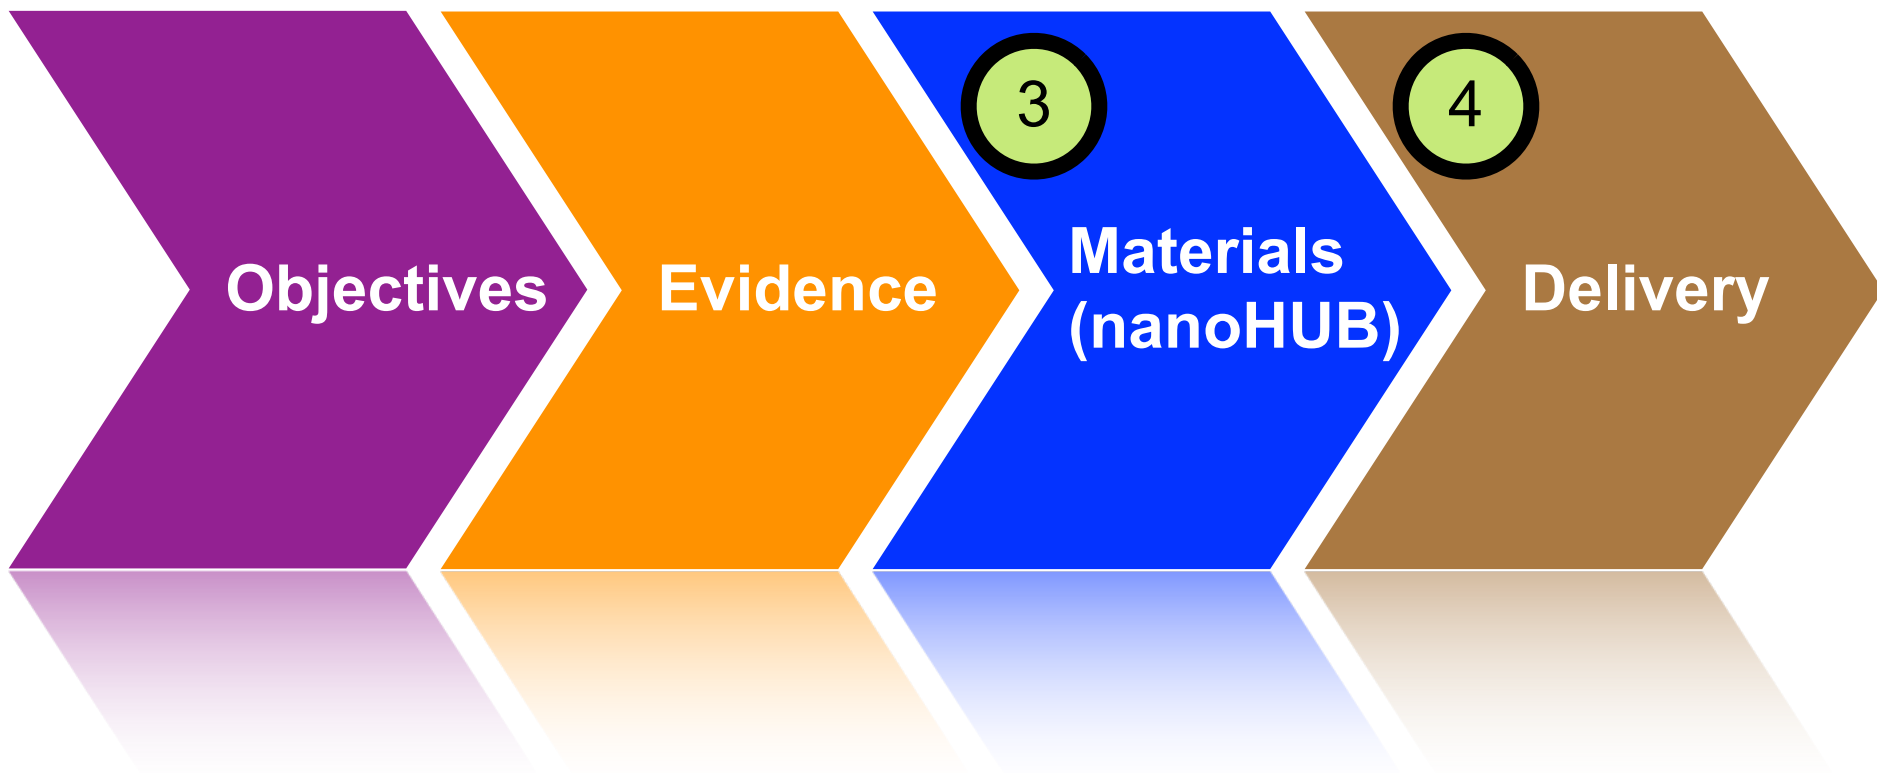 Objectives
Evidence
3
Materials
(nanoHUB)
4
Delivery